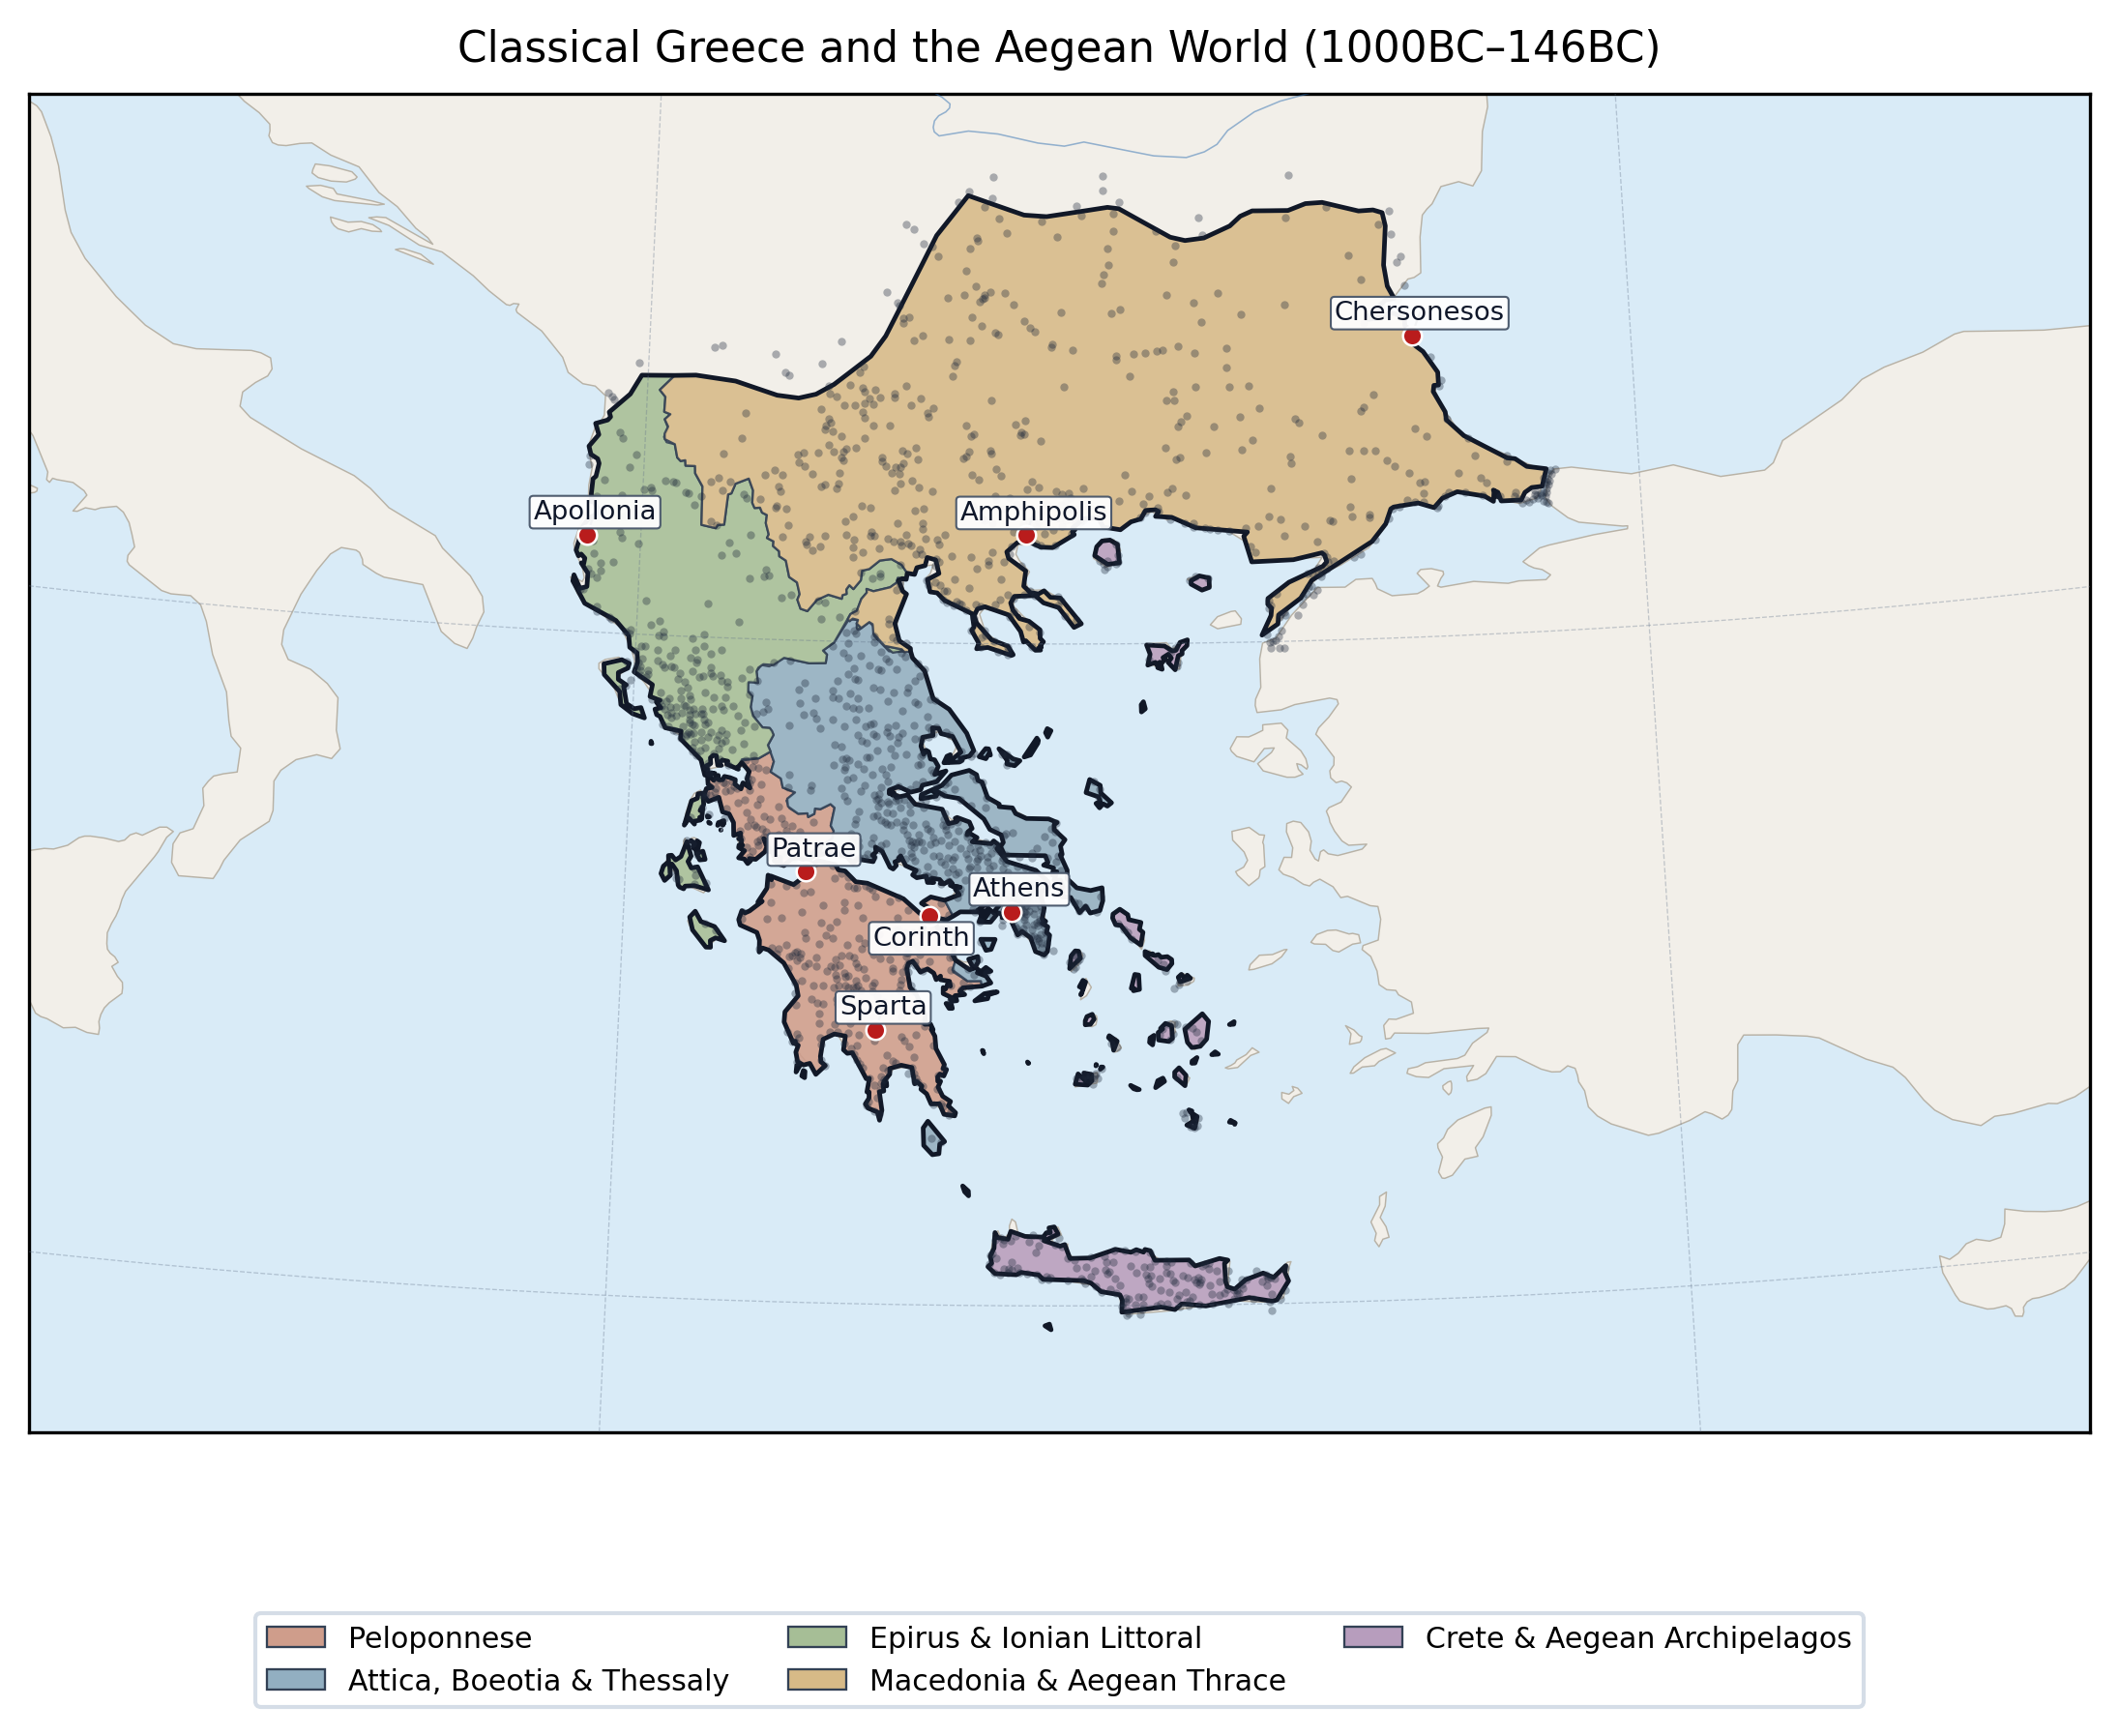 Classical Greece and the Aegean World (1000BC–146BC)
Chersonesos
Apollonia
Amphipolis
Patrae
Athens
Corinth
Sparta
Peloponnese
Attica, Boeotia & Thessaly
Epirus & Ionian Littoral
Macedonia & Aegean Thrace
Crete & Aegean Archipelagos